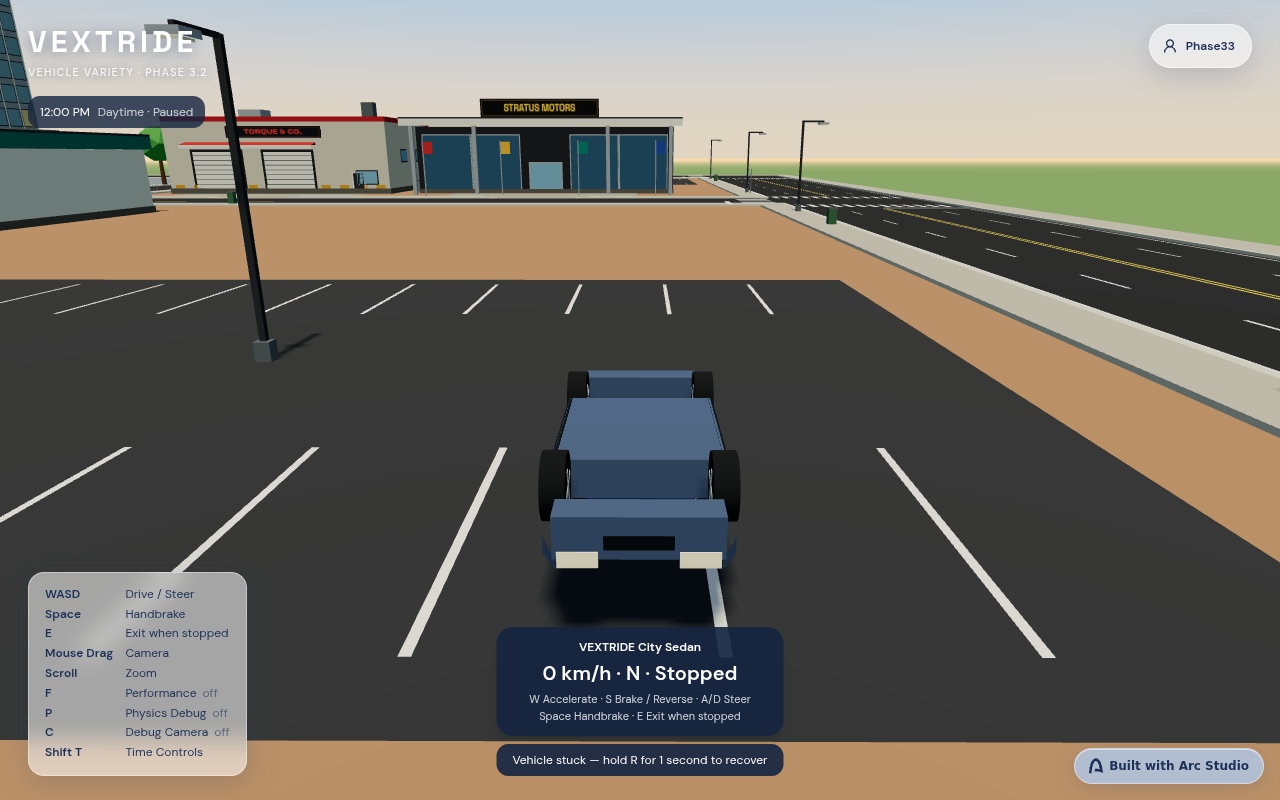 VEXTRIDE
VEHICLE VARIETY · PHASE 3.2
12:00 PM Daytime · Paused
Phase33
STRATUS MOTORS
TORQUE & CO.
WASD Drive / Steer
Space Handbrake
E Exit when stopped
Mouse Drag Camera
Scroll Zoom
F Performance off
P Physics Debug off
C Debug Camera off
Shift T Time Controls
VEXTRIDE City Sedan
0 km/h · N · Stopped
W Accelerate · S Brake / Reverse · A/D Steer
Space Handbrake · E Exit when stopped
Vehicle stuck — hold R for 1 second to recover
Built with Arc Studio